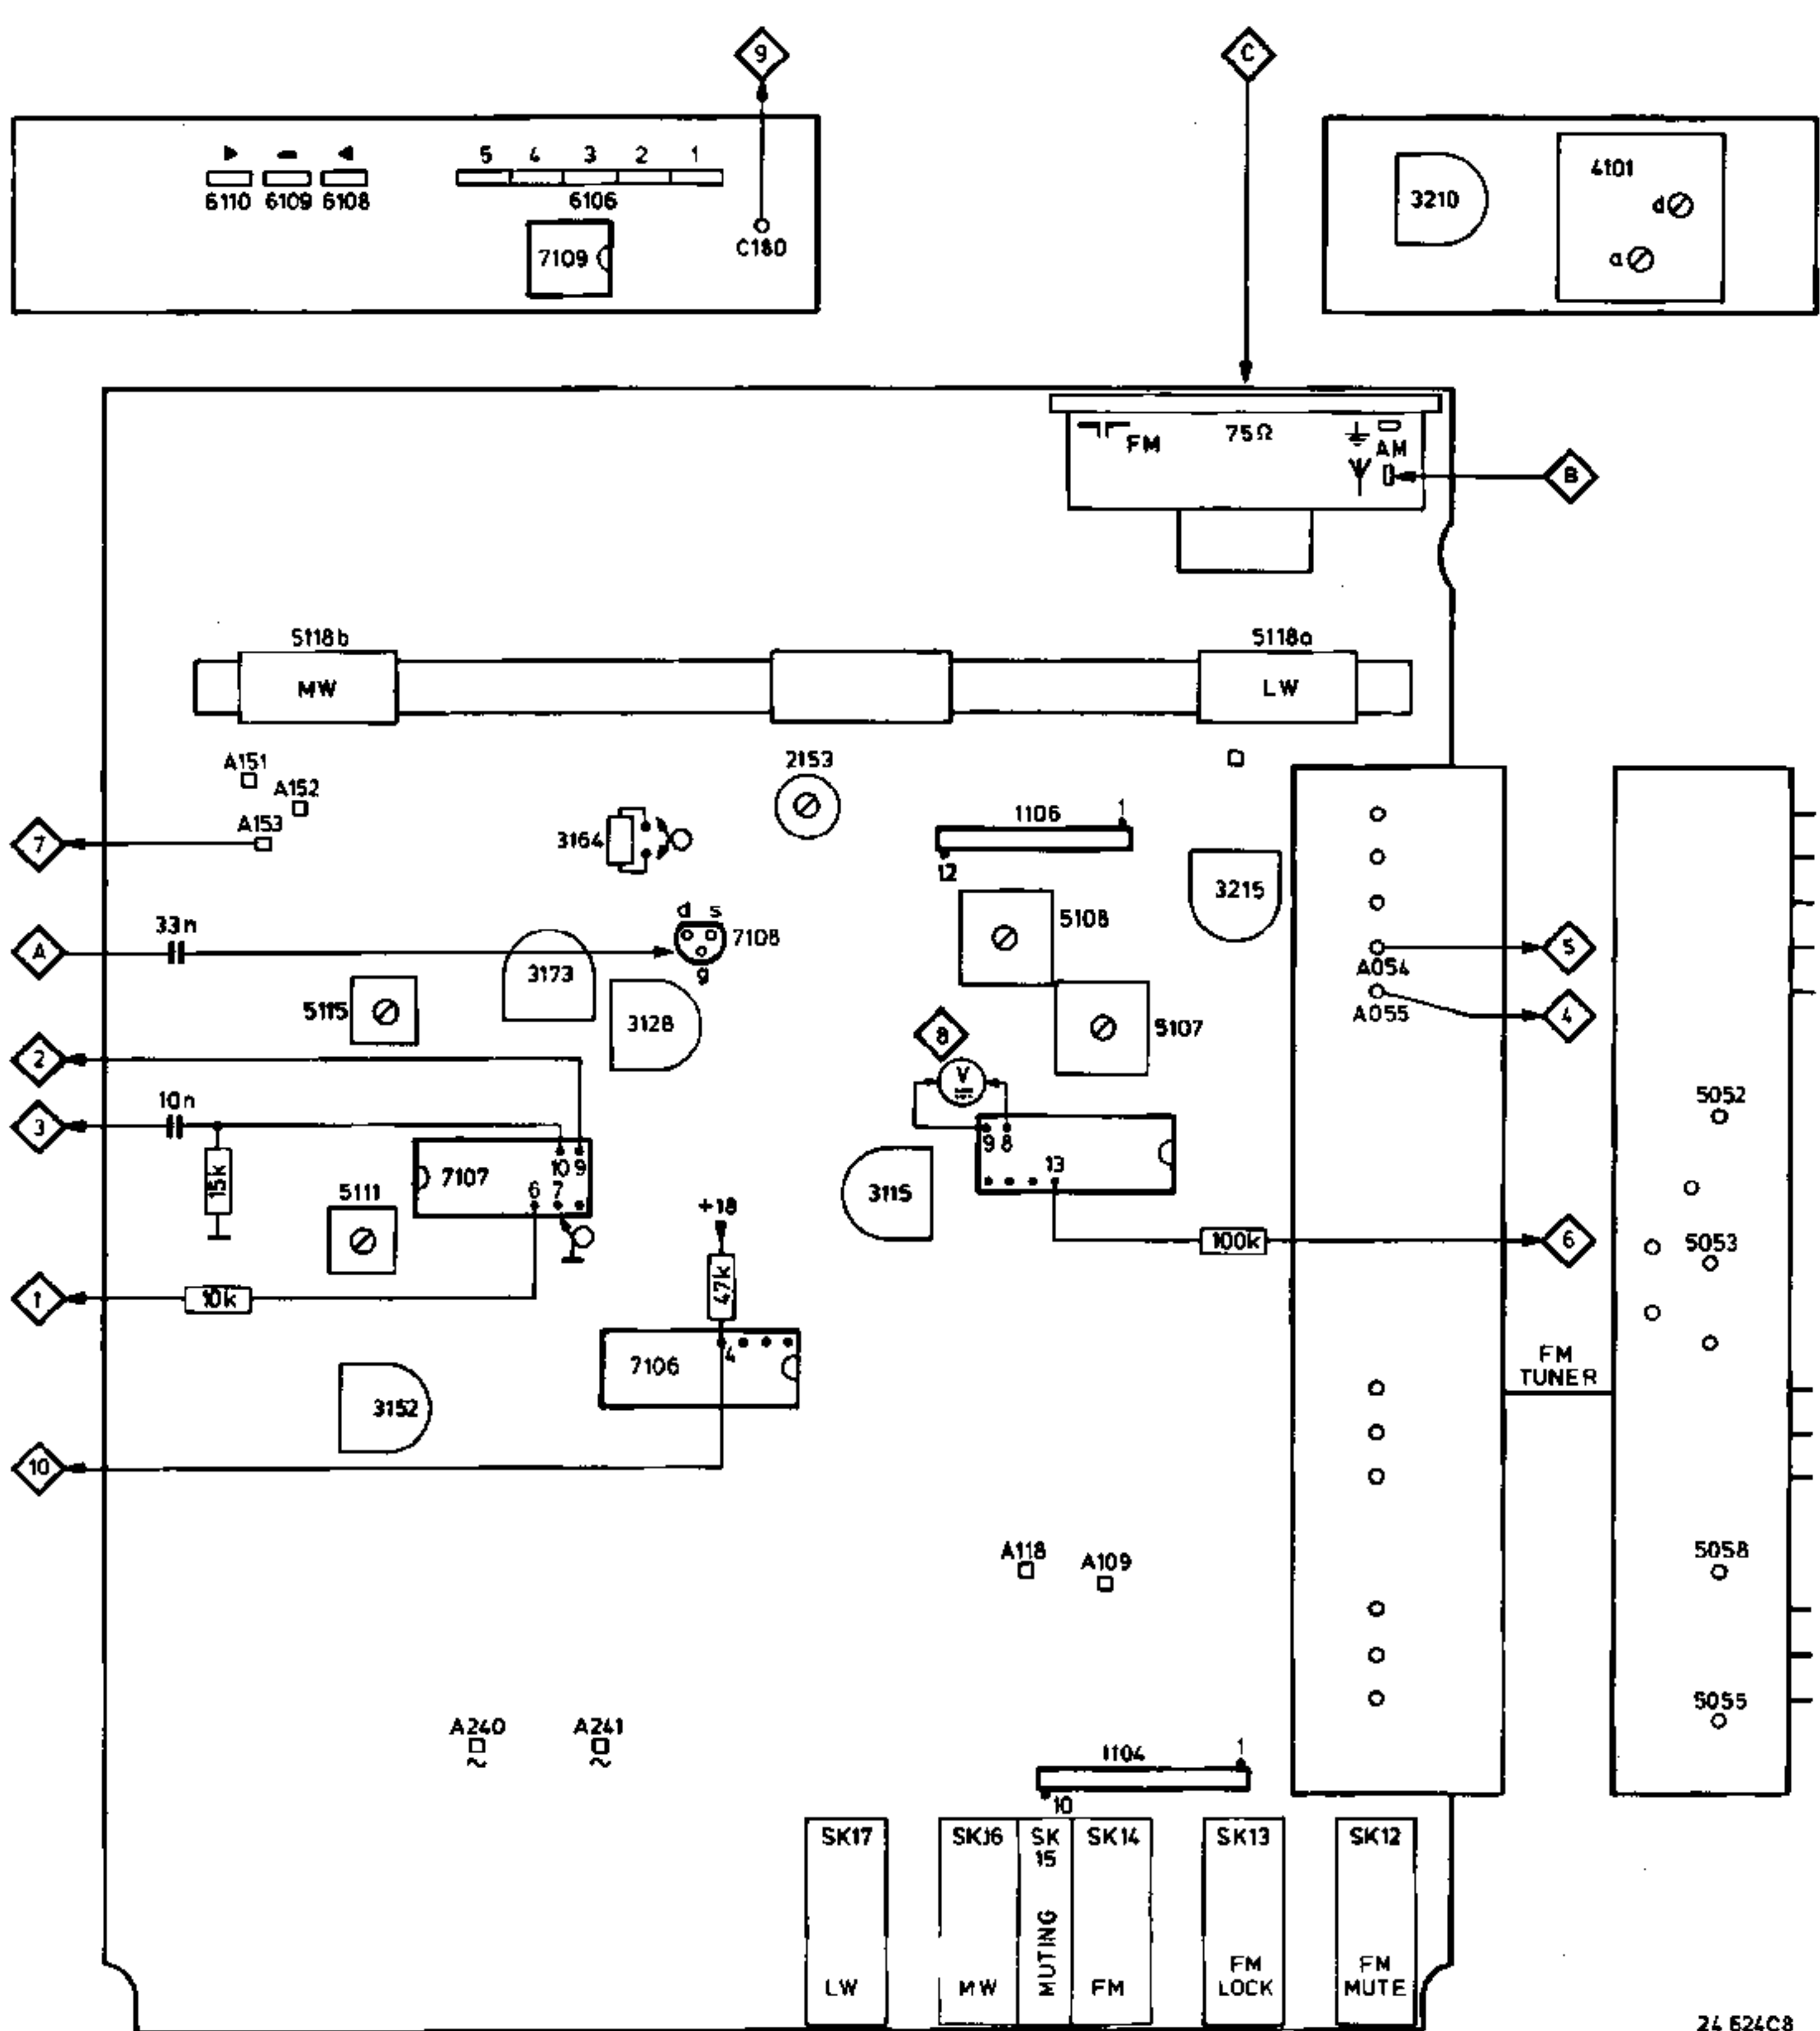 9
C
5 4 3 2 1
6110 6109 6108
6106
7109
C180
3210
4101
d
a
FM
75Ω
AM
B
5118b
MW
5118a
LW
A151
A152
A153
7
3164
2153
1106
1
12
3215
A
33n
d s
7108
g
5108
3173
5115
3128
5107
A054
5
A055
4
8
V
2
3
10n
15k
7107
10 9
6 7
5111
9 8
13
3115
5052
+18
47k
100k
6
5053
1
10k
7106
4
3152
FM
TUNER
10
A118
A109
5058
5055
A240
~
A241
~
1104
1
10
SK17
LW
SK16
MW
SK
15
MUTING
SK14
FM
SK13
FM
LOCK
SK12
FM
MUTE
24 624C8